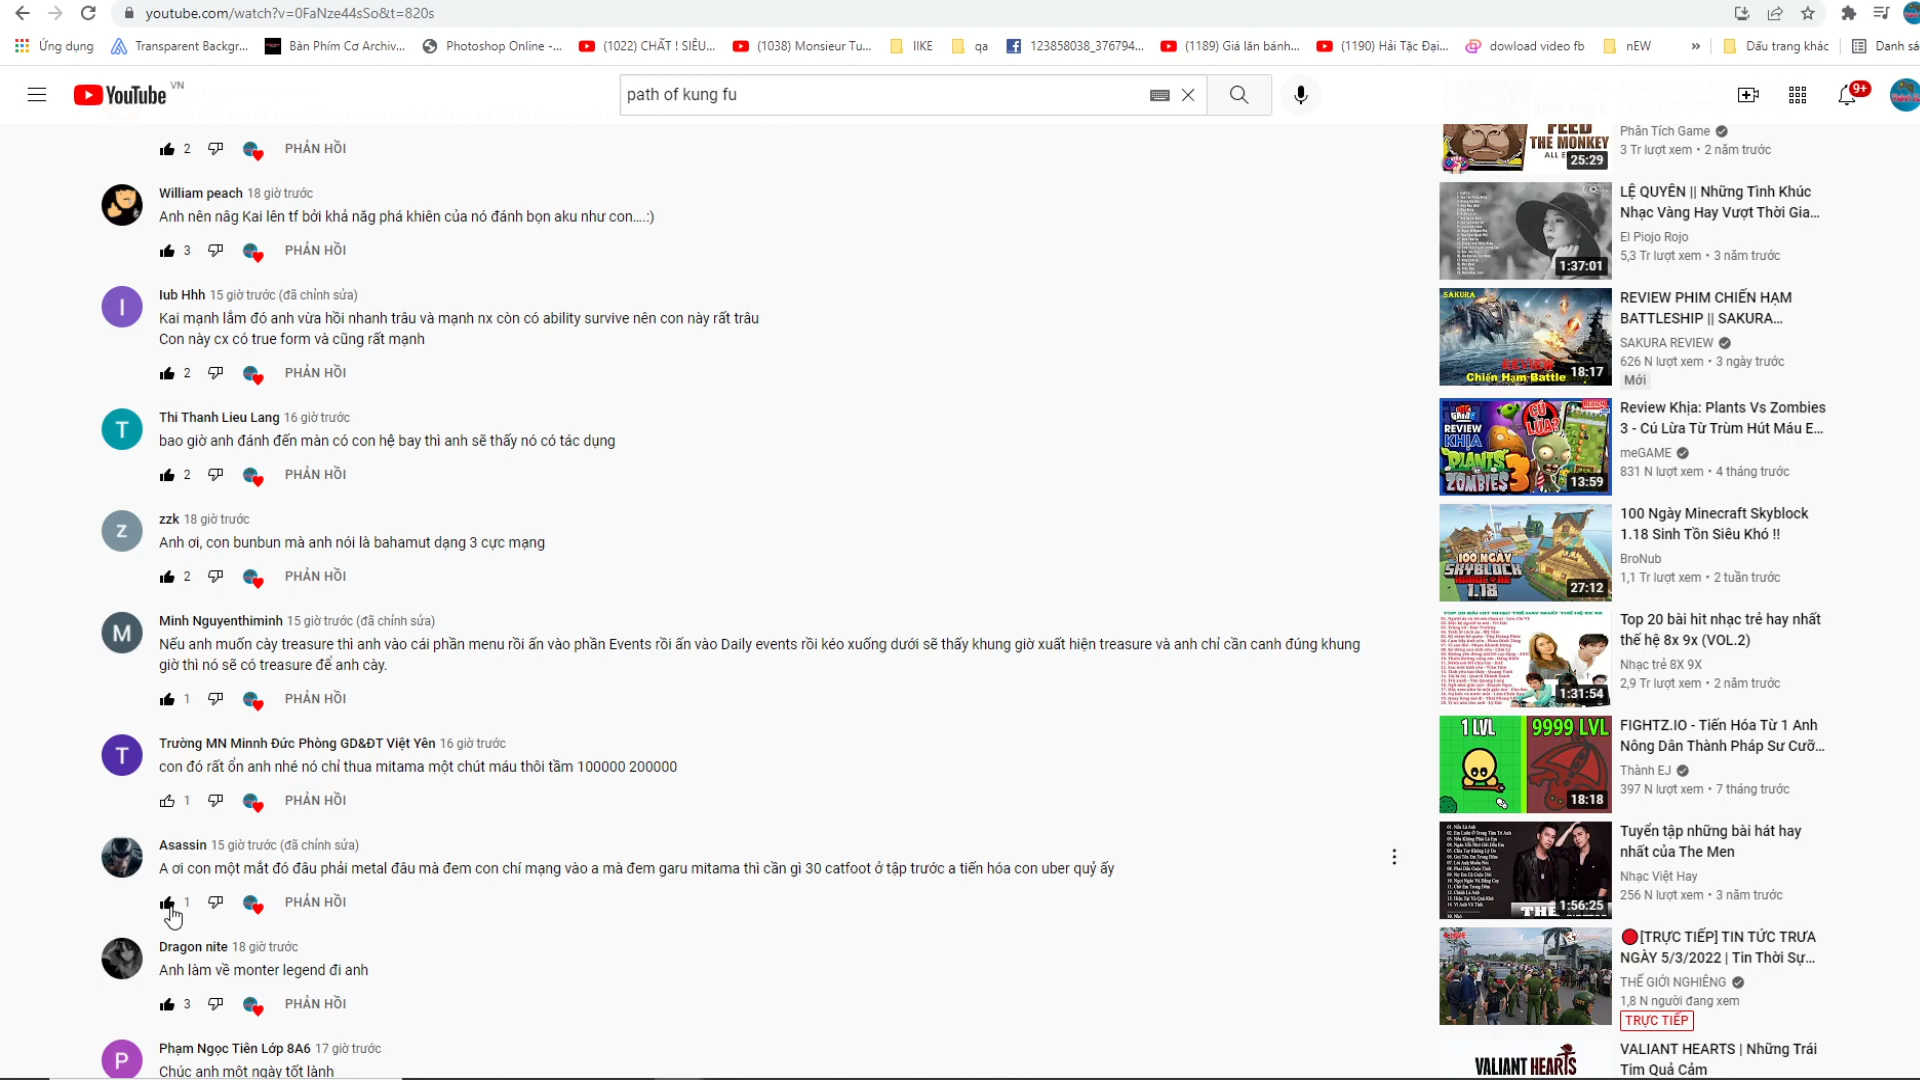 youtube.com/watch?v=0FaNze44sSo&t=820s
Ứng dụng
Transparent Backgr...
Bàn Phím Cơ Archiv...
Photoshop Online -...
(1022) CHẤT ! SIÊU...
(1038) Monsieur Tu...
IIKE
qa
123858038_376794...
(1189) Giá lăn bánh...
(1190) Hải Tặc Đại...
dowload video fb
nEW
»
Dấu trang khác
Danh sá
YouTube VN
path of kung fu
9+
2 PHẢN HỒI
William peach 18 giờ trước
Anh nên nâg Kai lên tf bởi khả năg phá khiên của nó đánh bọn aku như con....:)
3 PHẢN HỒI
Iub Hhh 15 giờ trước (đã chỉnh sửa)
Kai mạnh lắm đó anh vừa hồi nhanh trâu và mạnh nx còn có ability survive nên con này rất trâu
Con này cx có true form và cũng rất mạnh
2 PHẢN HỒI
Thi Thanh Lieu Lang 16 giờ trước
bao giờ anh đánh đến màn có con hệ bay thì anh sẽ thấy nó có tác dụng
2 PHẢN HỒI
zzk 18 giờ trước
Anh ơi, con bunbun mà anh nói là bahamut dạng 3 cực mạng
2 PHẢN HỒI
Minh Nguyenthiminh 15 giờ trước (đã chỉnh sửa)
Nếu anh muốn cày treasure thì anh vào cái phần menu rồi ấn vào phần Events rồi ấn vào Daily events rồi kéo xuống dưới sẽ thấy khung giờ xuất hiện treasure và anh chỉ cần canh đúng khung
giờ thì nó sẽ có treasure để anh cày.
1 PHẢN HỒI
Trường MN Minnh Đức Phòng GD&ĐT Việt Yên 16 giờ trước
con đó rất ổn anh nhé nó chỉ thua mitama một chút máu thôi tầm 100000 200000
1 PHẢN HỒI
Asassin 15 giờ trước (đã chỉnh sửa)
A ơi con một mắt đó đâu phải metal đâu mà đem con chí mạng vào a mà đem garu mitama thì cần gì 30 catfoot ở tập trước a tiến hóa con uber quỷ ấy
1 PHẢN HỒI
Dragon nite 18 giờ trước
Anh làm về monter legend đi anh
3 PHẢN HỒI
Phạm Ngọc Tiên Lớp 8A6 17 giờ trước
Chúc anh một ngày tốt lành
I
T
Z
M
T
P
FEED
THE MONKEY
25:29
Phân Tích Game
3 Tr lượt xem • 2 năm trước
1:37:01
LỆ QUYÊN || Những Tình Khúc
Nhạc Vàng Hay Vượt Thời Gia...
El Piojo Rojo
5,3 Tr lượt xem • 3 năm trước
SAKURA
Chiến Hạm Battle
18:17
REVIEW PHIM CHIẾN HẠM
BATTLESHIP || SAKURA...
SAKURA REVIEW
626 N lượt xem • 3 ngày trước
Mới
REVIEW
KHỊA
CÚ
LỪA?
PLANTS
ZOMBIES 3
13:59
Review Khịa: Plants Vs Zombies
3 - Cú Lừa Từ Trùm Hút Máu E...
meGAME
831 N lượt xem • 4 tháng trước
100 NGÀY
SKYBLOCK
HARDCORE
1.18
27:12
100 Ngày Minecraft Skyblock
1.18 Sinh Tồn Siêu Khó !!
BroNub
1,1 Tr lượt xem • 2 tuần trước
TOP 20 BÀI HIT NHẠC TRẺ HAY NHẤT THẾ HỆ 8X 9X
1:31:54
Top 20 bài hit nhạc trẻ hay nhất
thế hệ 8x 9x (VOL.2)
Nhạc trẻ 8X 9X
2,9 Tr lượt xem • 2 năm trước
1 LVL
9999 LVL
18:18
FIGHTZ.IO - Tiến Hóa Từ 1 Anh
Nông Dân Thành Pháp Sư Cưỡ...
Thành EJ
397 N lượt xem • 7 tháng trước
1:56:25
Tuyển tập những bài hát hay
nhất của The Men
Nhạc Việt Hay
256 N lượt xem • 3 năm trước
[TRỰC TIẾP] TIN TỨC TRƯA
NGÀY 5/3/2022 | Tin Thời Sự...
THẾ GIỚI NGHIÊNG
1,8 N người đang xem
TRỰC TIẾP
VALIANT HEARTS
VALIANT HEARTS | Những Trái
Tim Quả Cảm